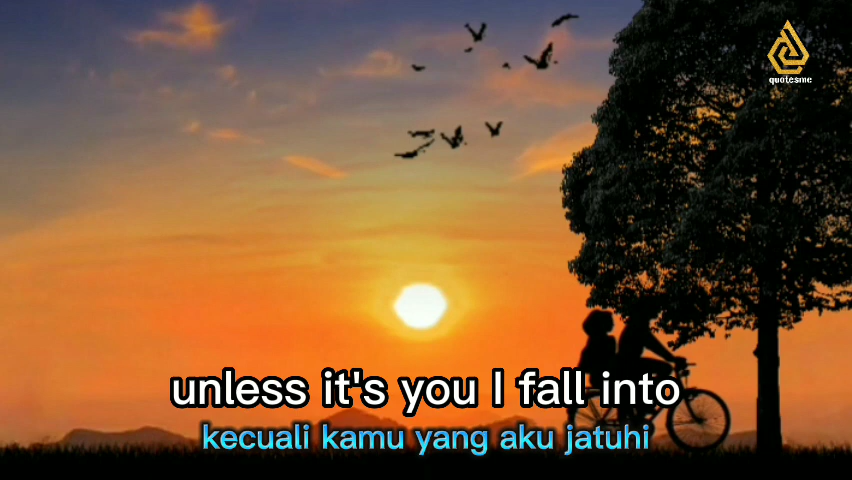 quotesme
unless it's you I fall into
kecuali kamu yang aku jatuhi